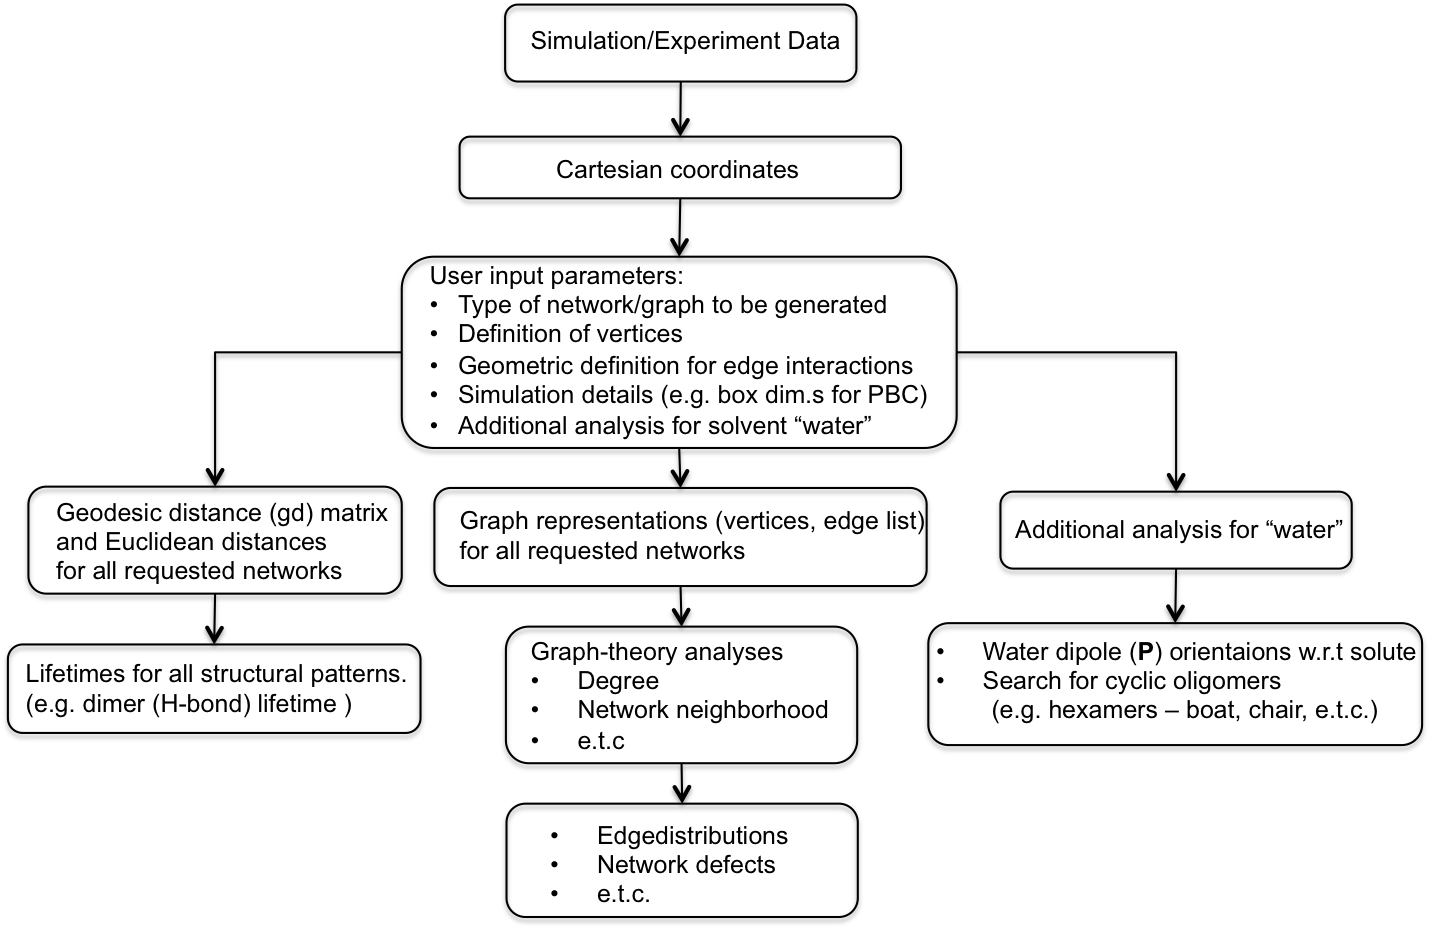 Simulation/Experiment Data
Cartesian coordinates
User input parameters:
• Type of network/graph to be generated
• Definition of vertices
• Geometric definition for edge interactions
• Simulation details (e.g. box dim.s for PBC)
• Additional analysis for solvent “water”
Geodesic distance (gd) matrix
and Euclidean distances
for all requested networks
Lifetimes for all structural patterns.
(e.g. dimer (H-bond) lifetime )
Graph representations (vertices, edge list)
for all requested networks
Graph-theory analyses
• Degree
• Network neighborhood
• e.t.c
• Edgedistributions
• Network defects
• e.t.c.
Additional analysis for “water”
• Water dipole (P) orientaions w.r.t solute
• Search for cyclic oligomers
(e.g. hexamers – boat, chair, e.t.c.)